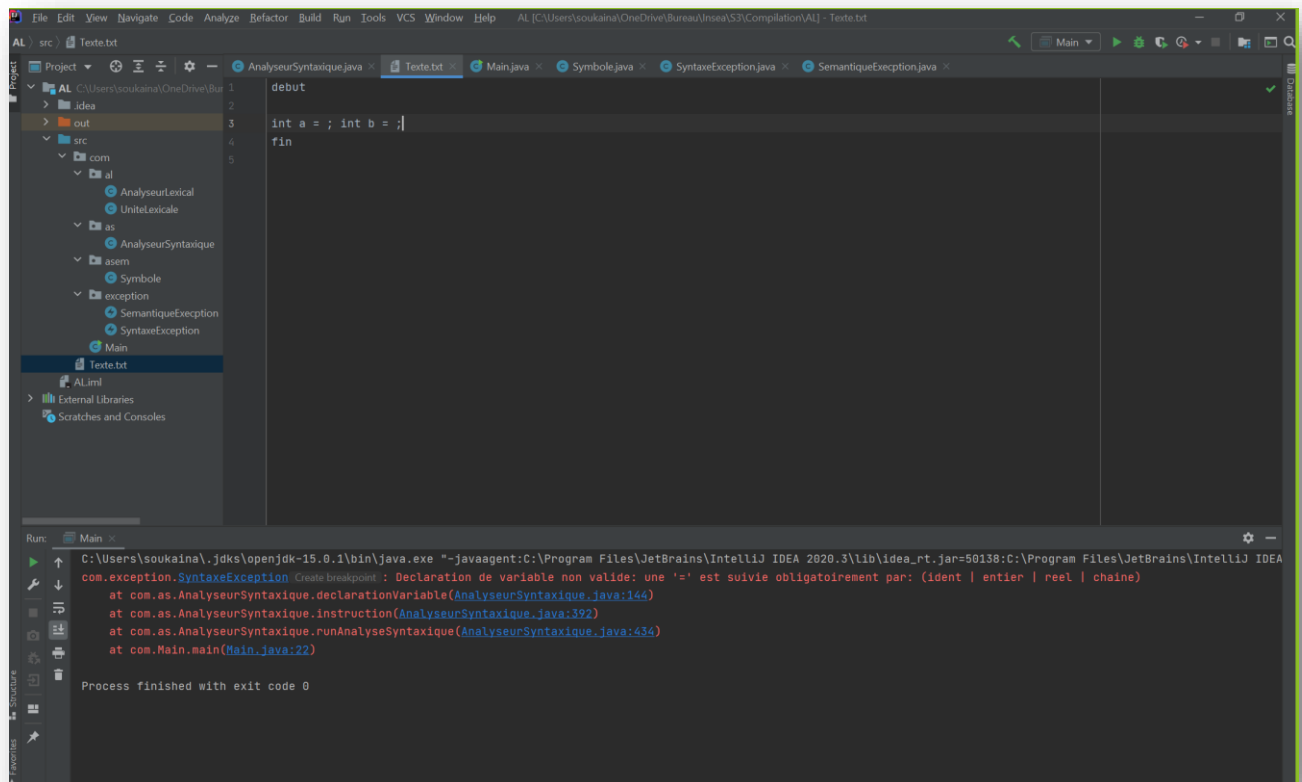 File Edit View Navigate Code Analyze Refactor Build Run Tools VCS Window Help AL [C:\Users\soukaina\OneDrive\Bureau\Insea\S3\Compilation\AL] - Texte.txt
AL src Texte.txt Main
Project AnalyseurSyntaxique.java Texte.txt Main.java Symbole.java SyntaxeException.java SemantiqueExecption.java
Project
Database
AL C:\Users\soukaina\OneDrive\Bur
.idea
out
src
com
al
AnalyseurLexical
UniteLexicale
as
AnalyseurSyntaxique
asem
Symbole
exception
SemantiqueExecption
SyntaxeException
Main
Texte.txt
AL.iml
External Libraries
Scratches and Consoles
1 debut
2
3 int a = ; int b = ;
4 fin
5
Run: Main
C:\Users\soukaina\.jdks\openjdk-15.0.1\bin\java.exe "-javaagent:C:\Program Files\JetBrains\IntelliJ IDEA 2020.3\lib\idea_rt.jar=50138:C:\Program Files\JetBrains\IntelliJ IDEA
com.exception.SyntaxeException Create breakpoint : Declaration de variable non valide: une '=' est suivie obligatoirement par: (ident | entier | reel | chaine)
at com.as.AnalyseurSyntaxique.declarationVariable(AnalyseurSyntaxique.java:144)
at com.as.AnalyseurSyntaxique.instruction(AnalyseurSyntaxique.java:392)
at com.as.AnalyseurSyntaxique.runAnalyseSyntaxique(AnalyseurSyntaxique.java:434)
at com.Main.main(Main.java:22)
Process finished with exit code 0
Structure
Favorites